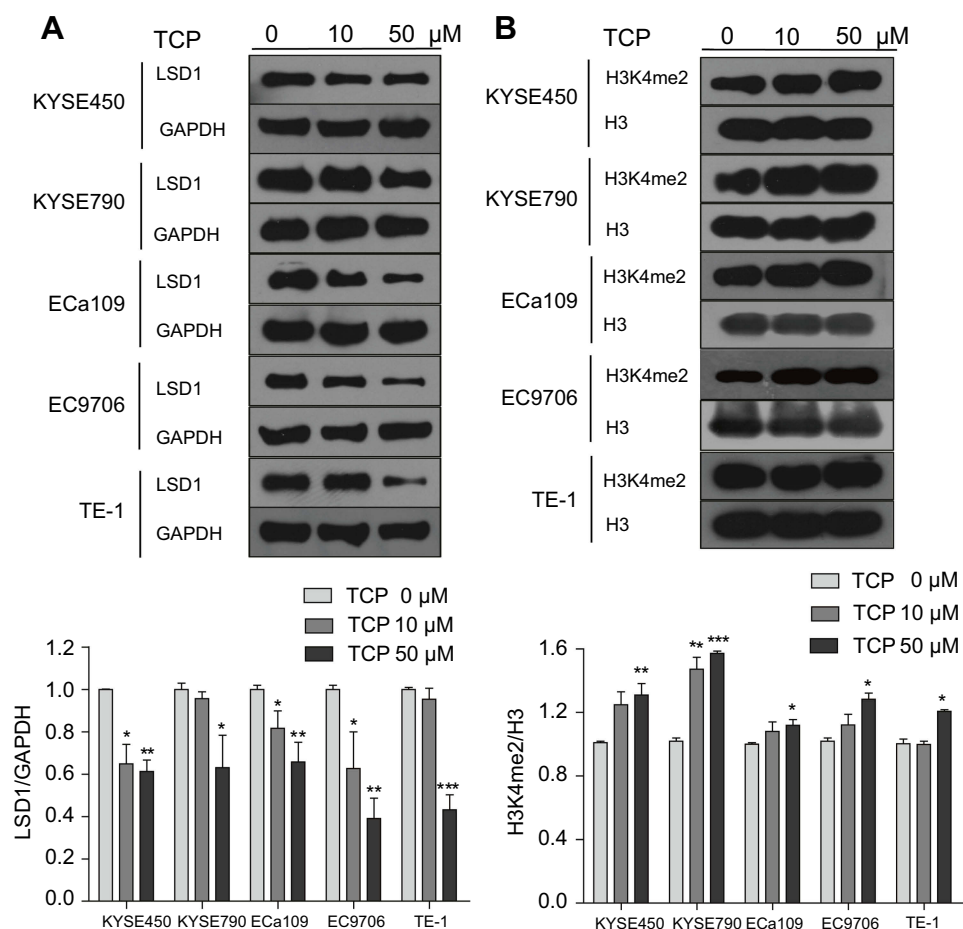 A
TCP 0 10 50 μM
KYSE450
LSD1
GAPDH
KYSE790
LSD1
GAPDH
ECa109
LSD1
GAPDH
EC9706
LSD1
GAPDH
TE-1
LSD1
GAPDH
TCP 0 μM
TCP 10 μM
TCP 50 μM
LSD1/GAPDH
1.2
1.0
0.8
0.6
0.4
0.2
0.0
* ** * * ** * ** ***
KYSE450 KYSE790 ECa109 EC9706 TE-1
B
TCP 0 10 50 μM
KYSE450
H3K4me2
H3
KYSE790
H3K4me2
H3
ECa109
H3K4me2
H3
EC9706
H3K4me2
H3
TE-1
H3K4me2
H3
TCP 0 μM
TCP 10 μM
TCP 50 μM
H3K4me2/H3
1.6
1.2
0.8
0.4
0.0
** ** *** * * *
KYSE450 KYSE790 ECa109 EC9706 TE-1